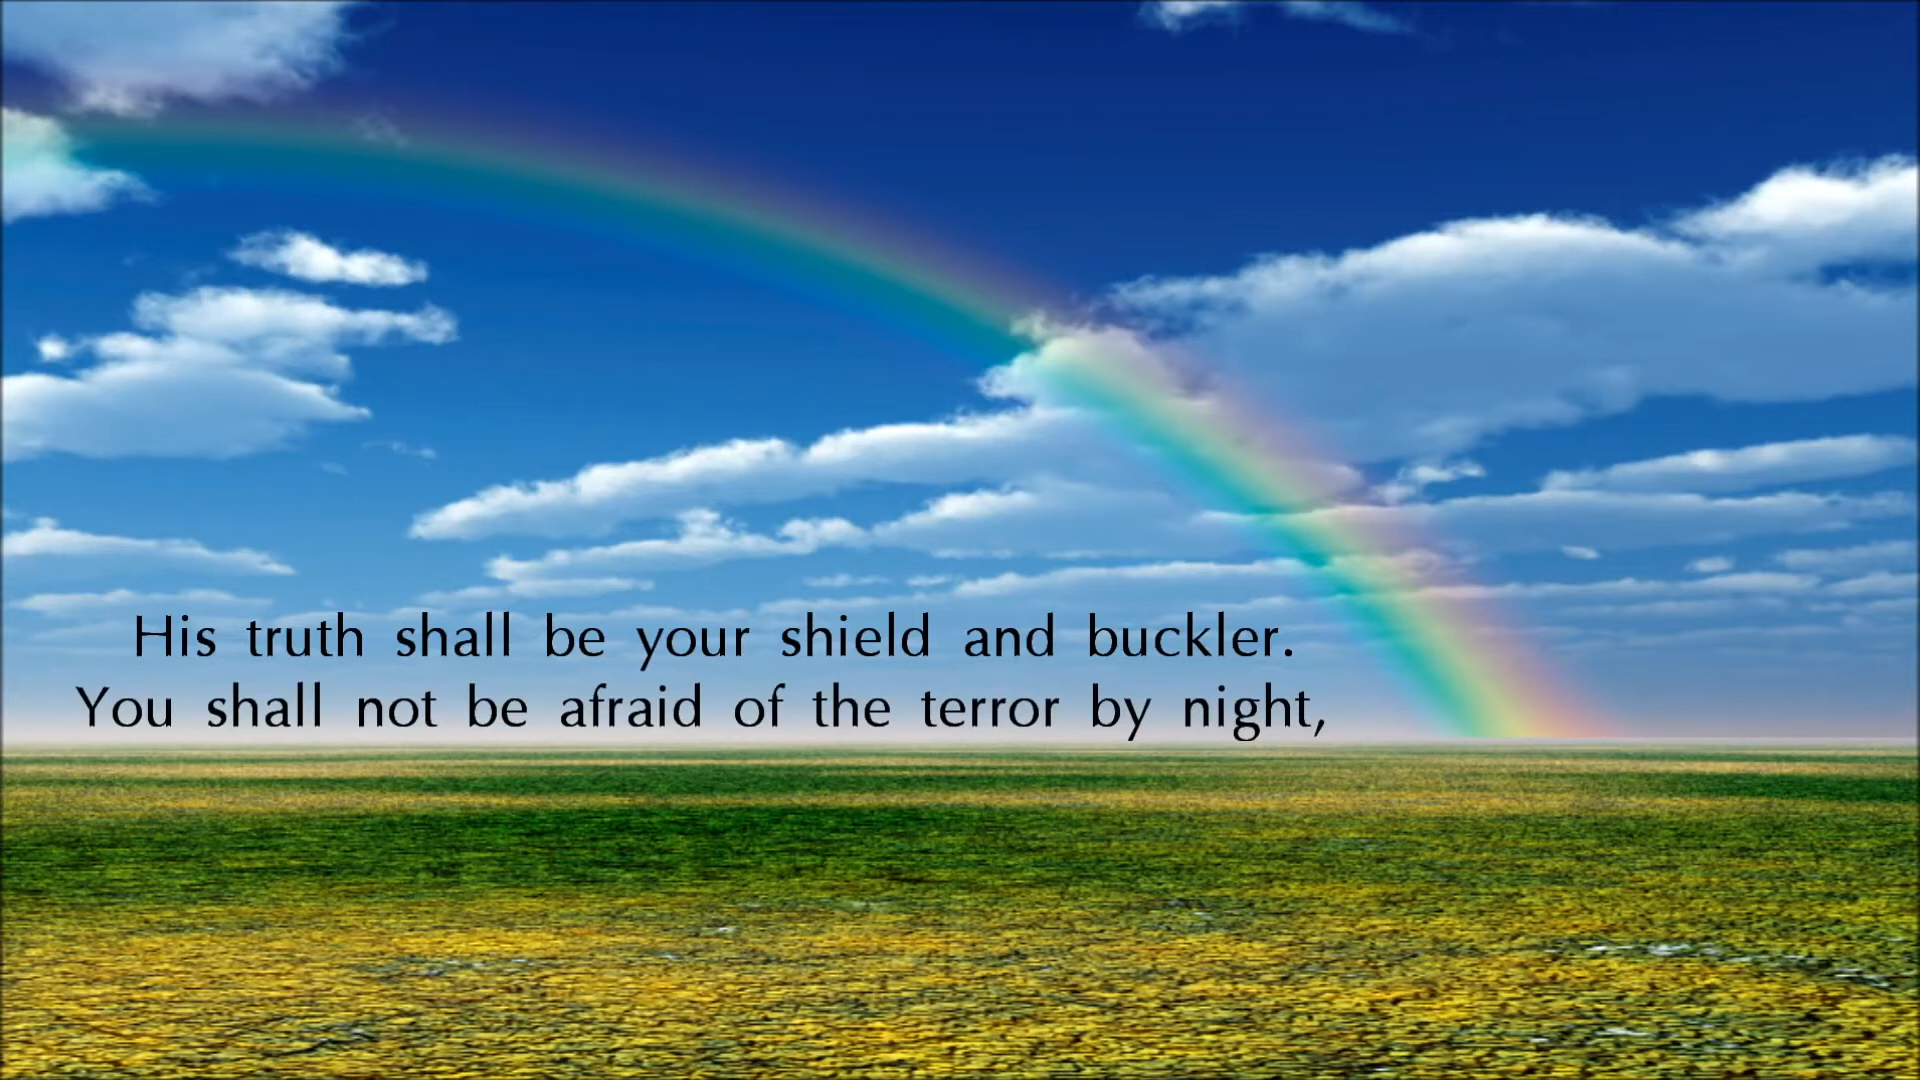 His truth shall be your shield and buckler.
You shall not be afraid of the terror by night,